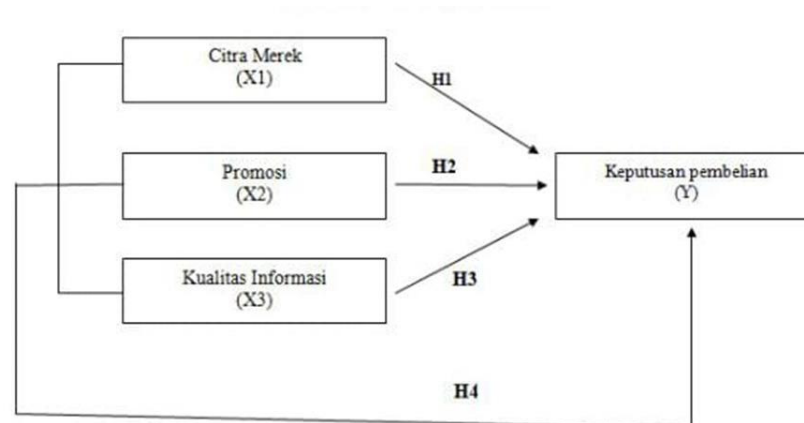 Citra Merek
(X1)
H1
Promosi
(X2)
H2
Keputusan pembelian
(Y)
Kualitas Informasi
(X3)
H3
H4